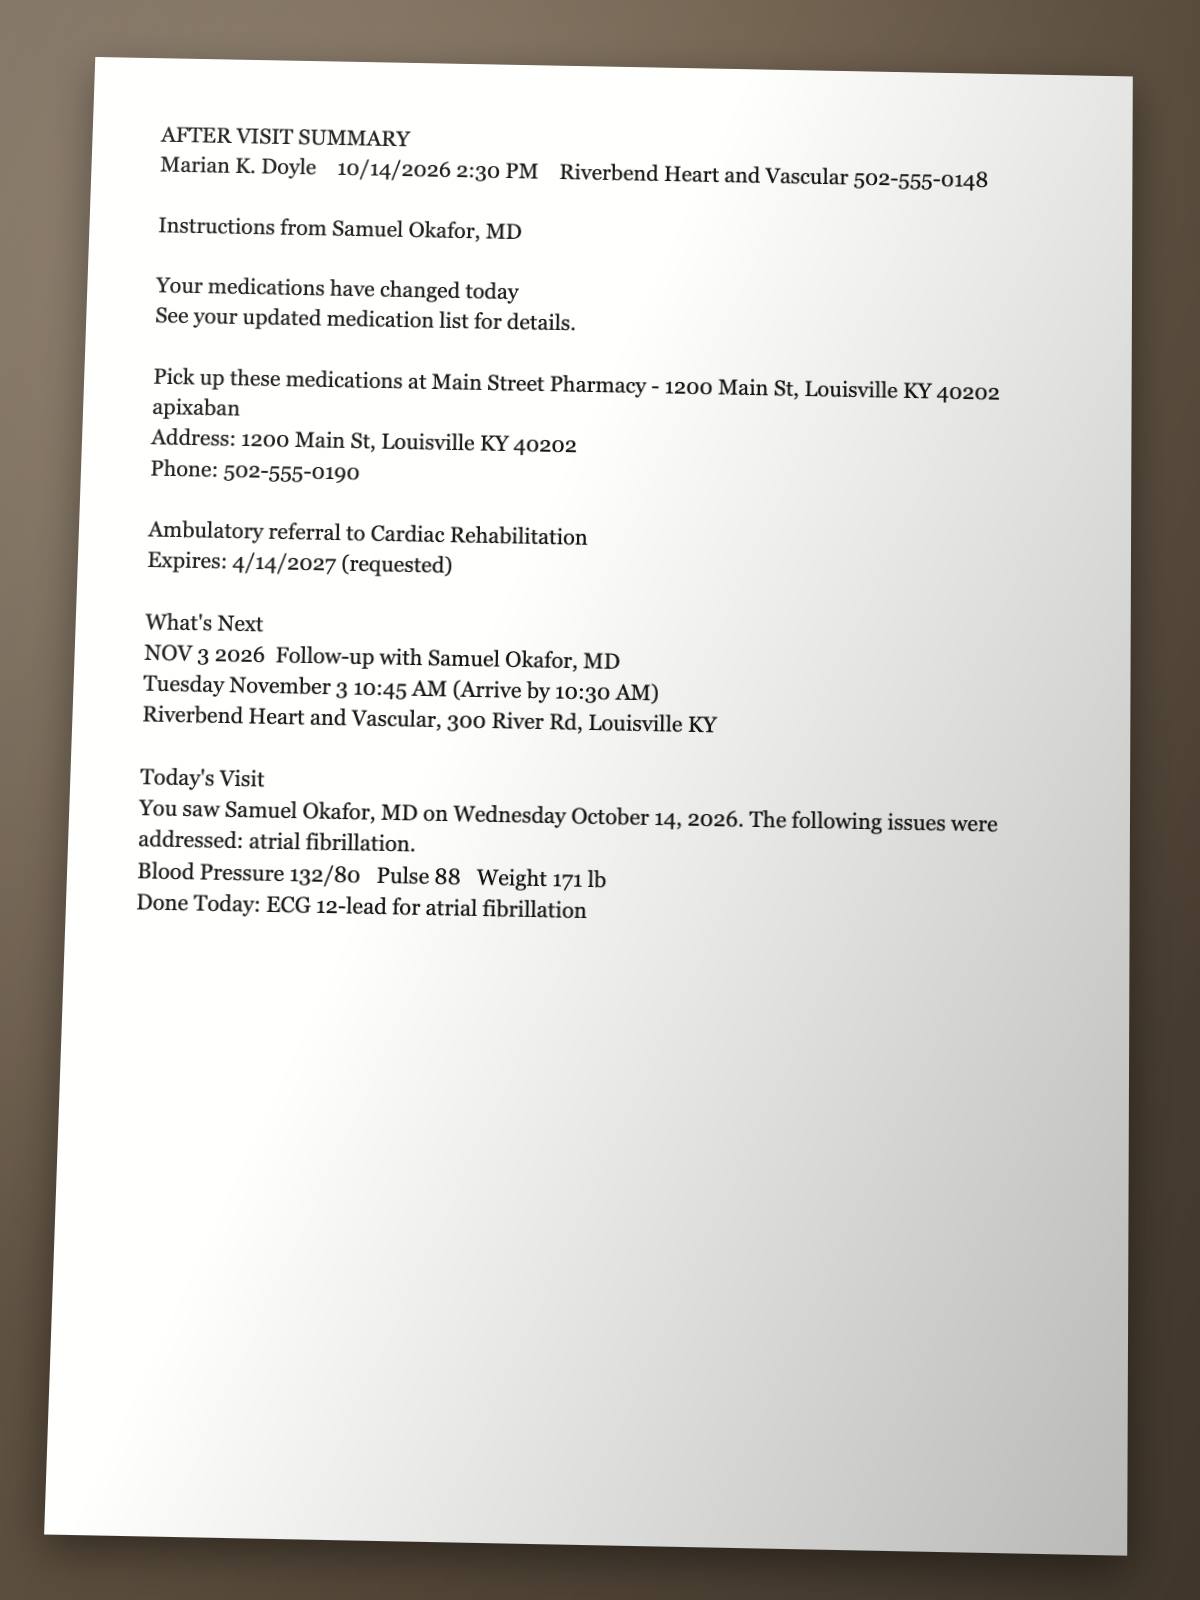 AFTER VISIT SUMMARY
Marian K. Doyle 10/14/2026 2:30 PM Riverbend Heart and Vascular 502-555-0148
Instructions from Samuel Okafor, MD
Your medications have changed today
See your updated medication list for details.
Pick up these medications at Main Street Pharmacy - 1200 Main St, Louisville KY 40202
apixaban
Address: 1200 Main St, Louisville KY 40202
Phone: 502-555-0190
Ambulatory referral to Cardiac Rehabilitation
Expires: 4/14/2027 (requested)
What's Next
NOV 3 2026 Follow-up with Samuel Okafor, MD
Tuesday November 3 10:45 AM (Arrive by 10:30 AM)
Riverbend Heart and Vascular, 300 River Rd, Louisville KY
Today's Visit
You saw Samuel Okafor, MD on Wednesday October 14, 2026. The following issues were
addressed: atrial fibrillation.
Blood Pressure 132/80 Pulse 88 Weight 171 lb
Done Today: ECG 12-lead for atrial fibrillation